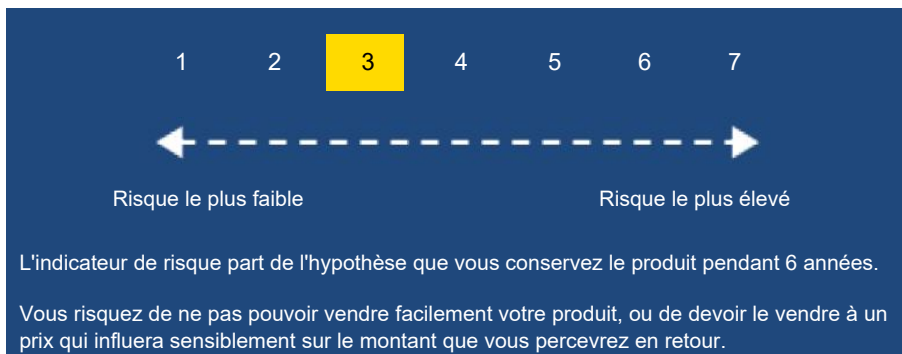 1 2 3 4 5 6 7
Risque le plus faible Risque le plus élevé
L'indicateur de risque part de l'hypothèse que vous conservez le produit pendant 6 années.
Vous risquez de ne pas pouvoir vendre facilement votre produit, ou de devoir le vendre à un
prix qui influera sensiblement sur le montant que vous percevrez en retour.